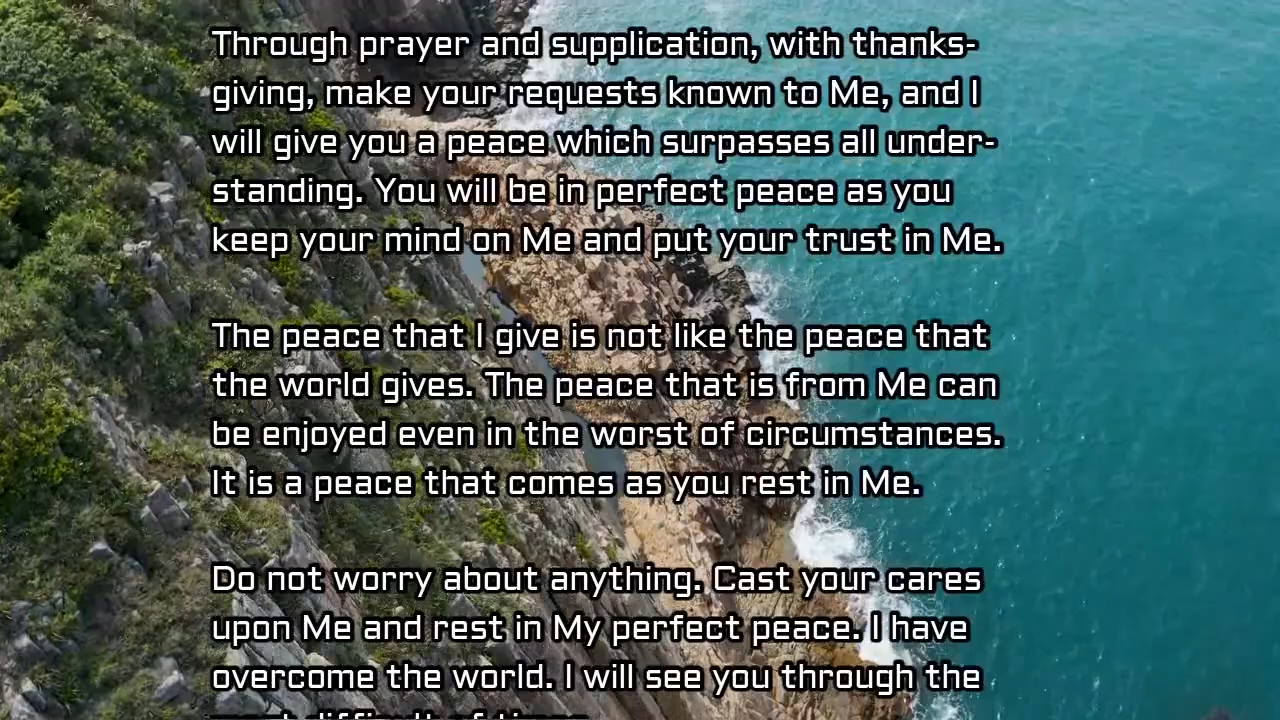 Through prayer and supplication, with thanks-
giving, make your requests known to Me, and I
will give you a peace which surpasses all under-
standing. You will be in perfect peace as you
keep your mind on Me and put your trust in Me.
The peace that I give is not like the peace that
the world gives. The peace that is from Me can
be enjoyed even in the worst of circumstances.
It is a peace that comes as you rest in Me.
Do not worry about anything. Cast your cares
upon Me and rest in My perfect peace. I have
overcome the world. I will see you through the